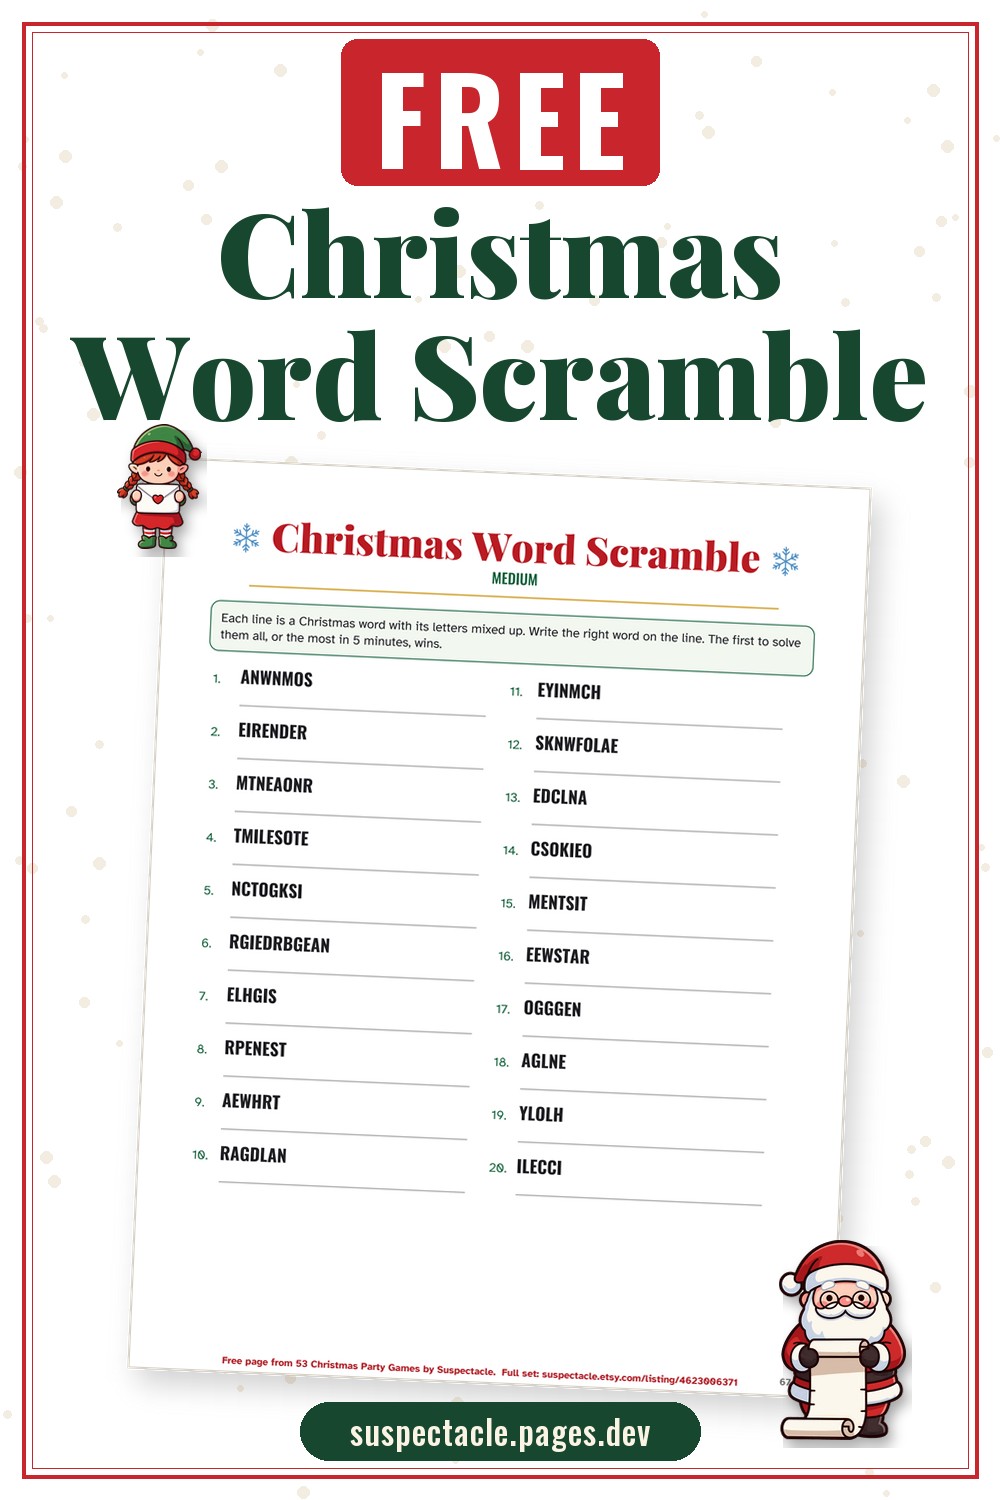 FREE
Christmas
Word Scramble
Christmas Word Scramble
MEDIUM
Each line is a Christmas word with its letters mixed up. Write the right word on the line. The first to solve
them all, or the most in 5 minutes, wins.
1. ANWNMOS
2. EIRENDER
3. MTNEAONR
4. TMILESOTE
5. NCTOGKSI
6. RGIEDRBGEAN
7. ELHGIS
8. RPENEST
9. AEWHRT
10. RAGDLAN
11. EYINMCH
12. SKNWFOLAE
13. EDCLNA
14. CSOKIEO
15. MENTSIT
16. EEWSTAR
17. OGGGEN
18. AGLNE
19. YLOLH
20. ILECCI
Free page from 53 Christmas Party Games by Suspectacle. Full set: suspectacle.etsy.com/listing/4623006371
67
suspectacle.pages.dev